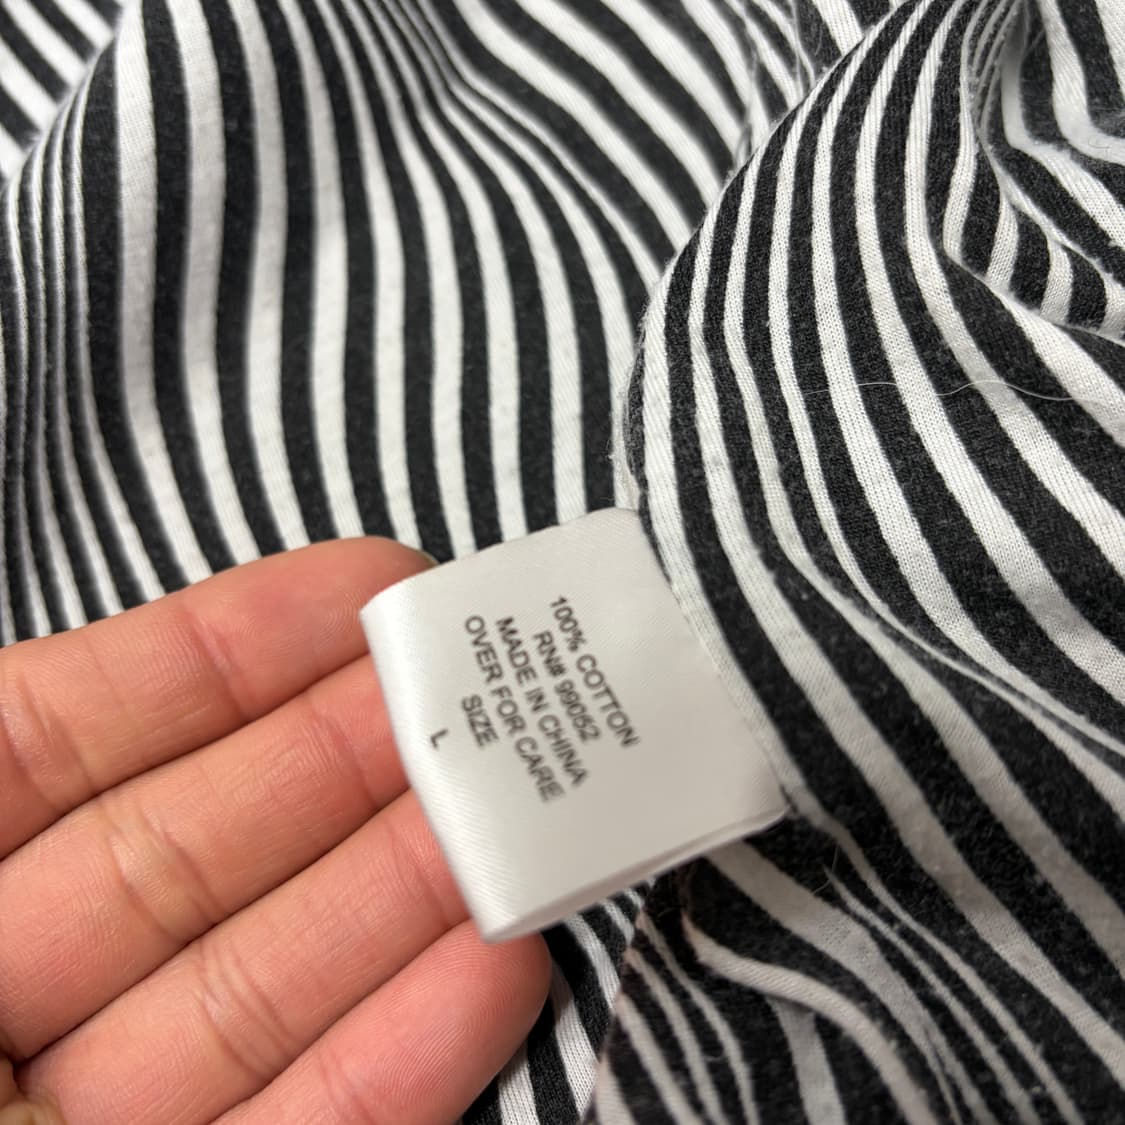 100% COTTON
RN# 99052
MADE IN CHINA
OVER FOR CARE
SIZE
L